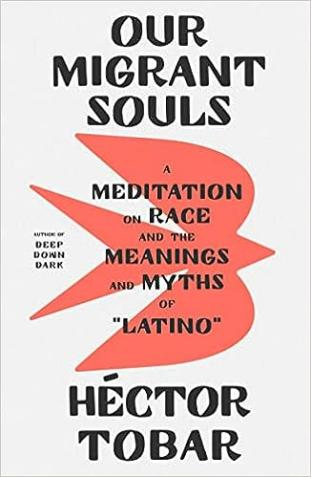 OUR
MIGRANT
SOULS
A
MEDITATION
ON RACE
AND THE
MEANINGS
AND MYTHS
OF
"LATINO"
AUTHOR OF
DEEP
DOWN
DARK
HÉCTOR
TOBAR